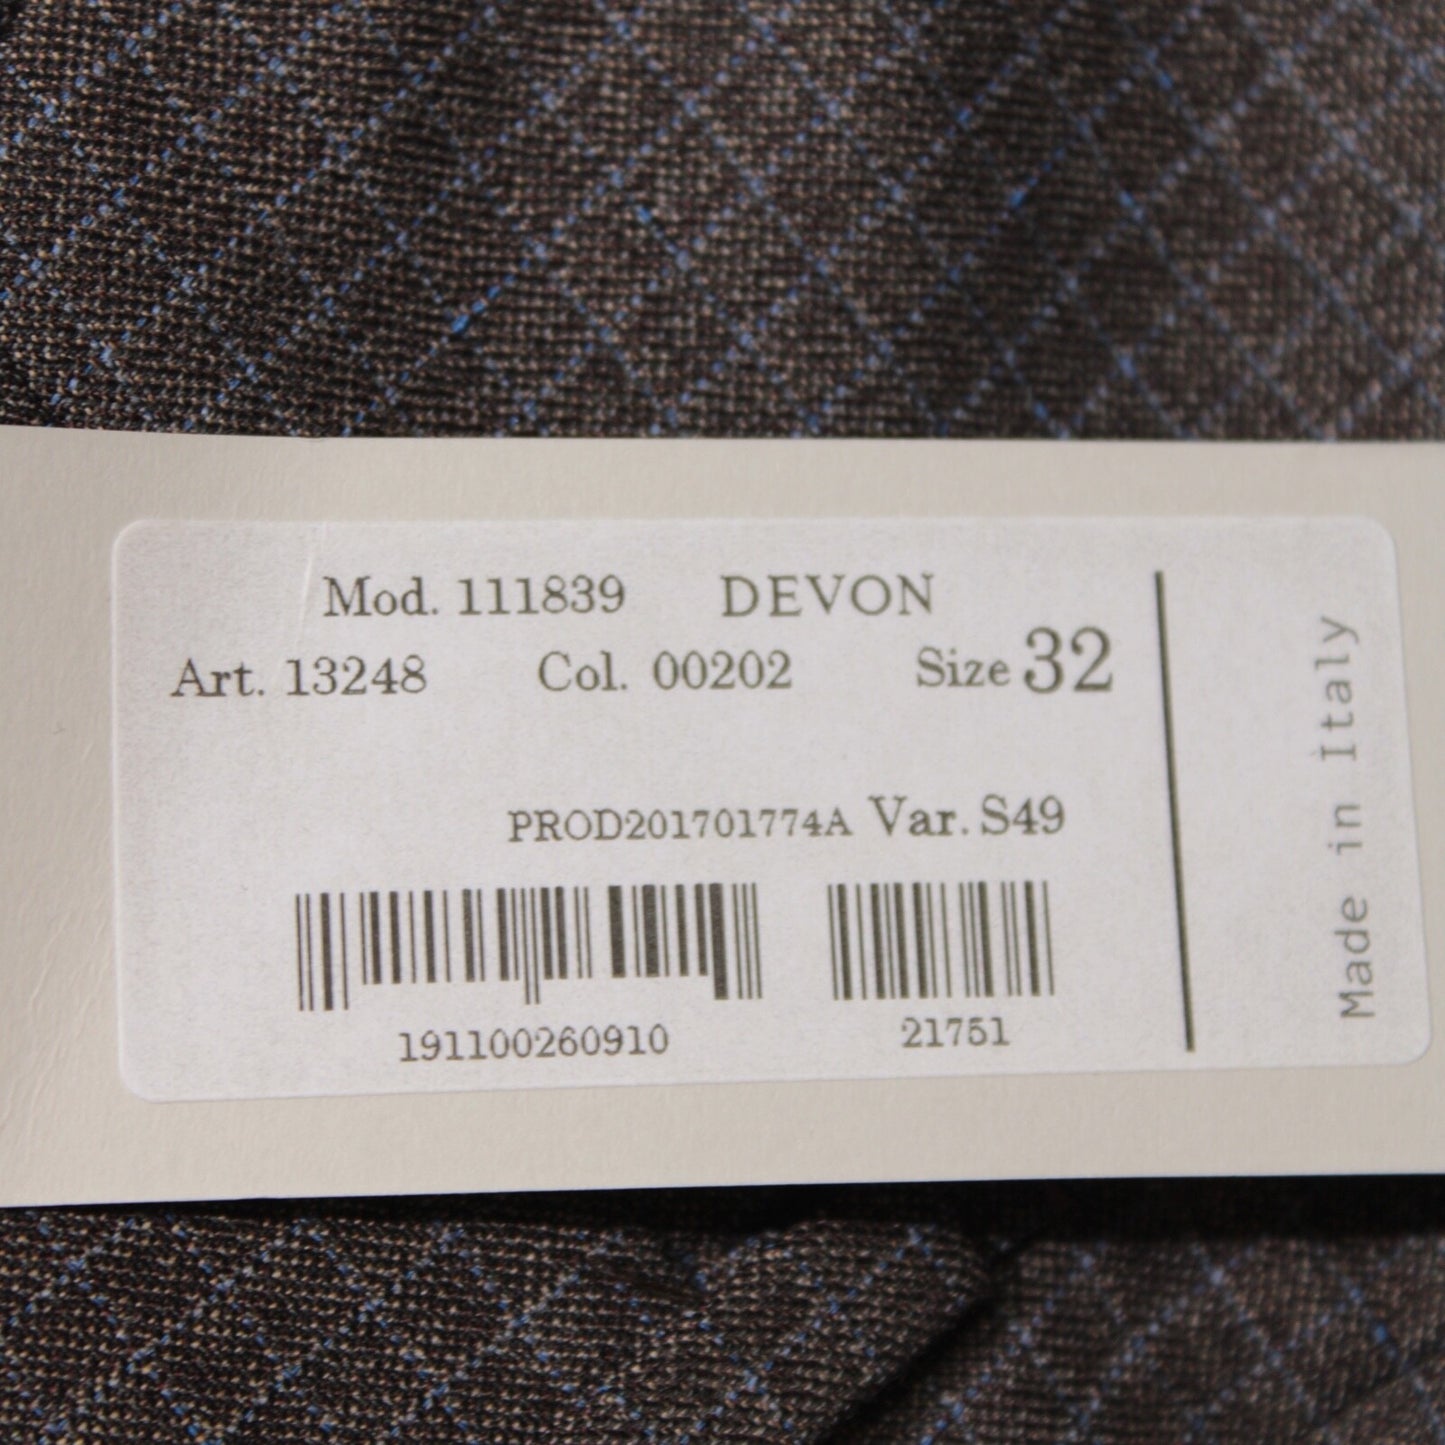 Mod. 111839 DEVON
Art. 13248 Col. 00202 Size 32
PROD201701774A Var. S49
191100260910 21751
Made in Italy